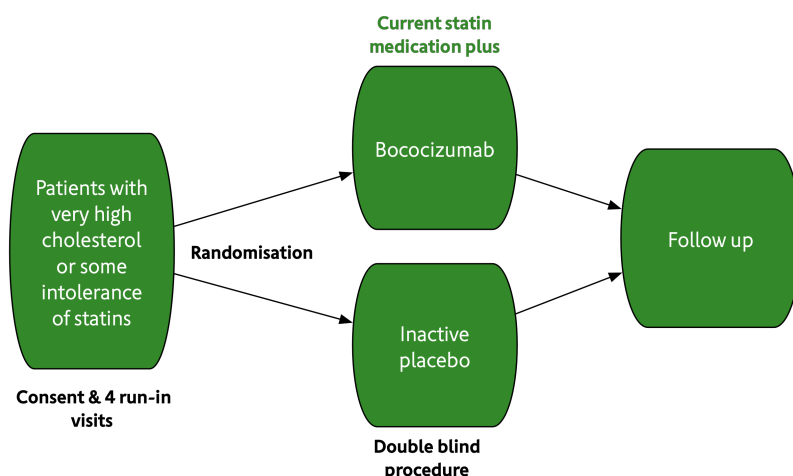 Current statin
medication plus
Bococizumab
Patients with
very high
cholesterol
or some
intolerance
of statins
Randomisation
Follow up
Inactive
placebo
Consent & 4 run-in
visits
Double blind
procedure